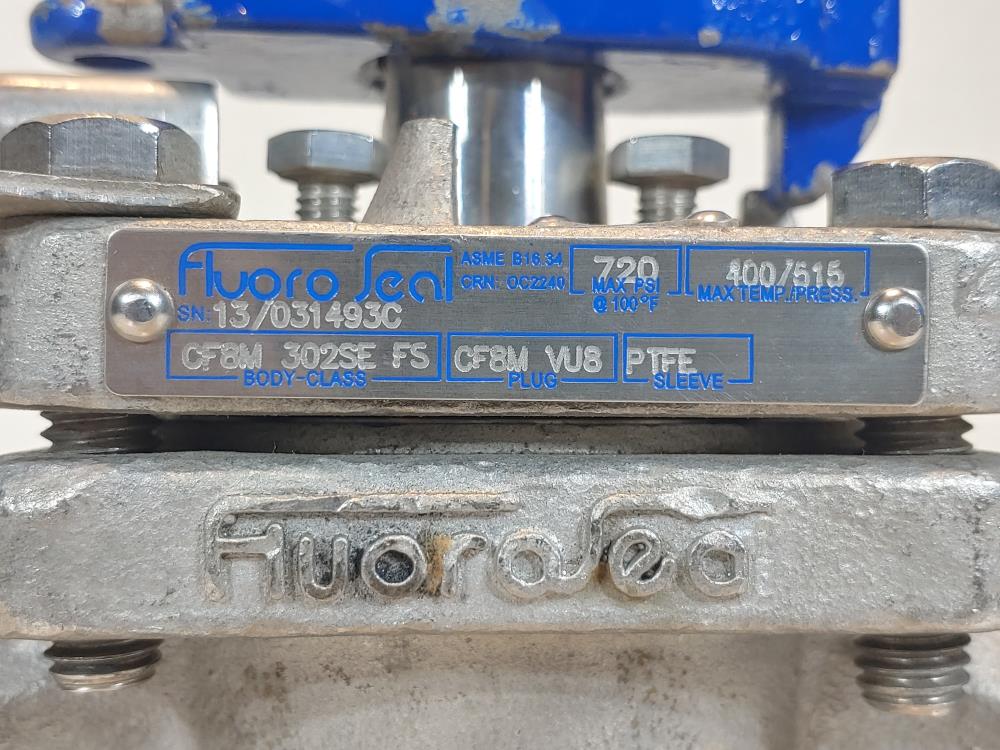 Fluoro Seal
ASME B16.34
CRN: OC2240
720
MAX PSI
@100°F
400/515
MAX TEMP./PRESS.
SN: 13/031493C
CF8M 302SE FS
BODY-CLASS
CF8M VU8
PLUG
PTFE
SLEEVE
FluoroSea